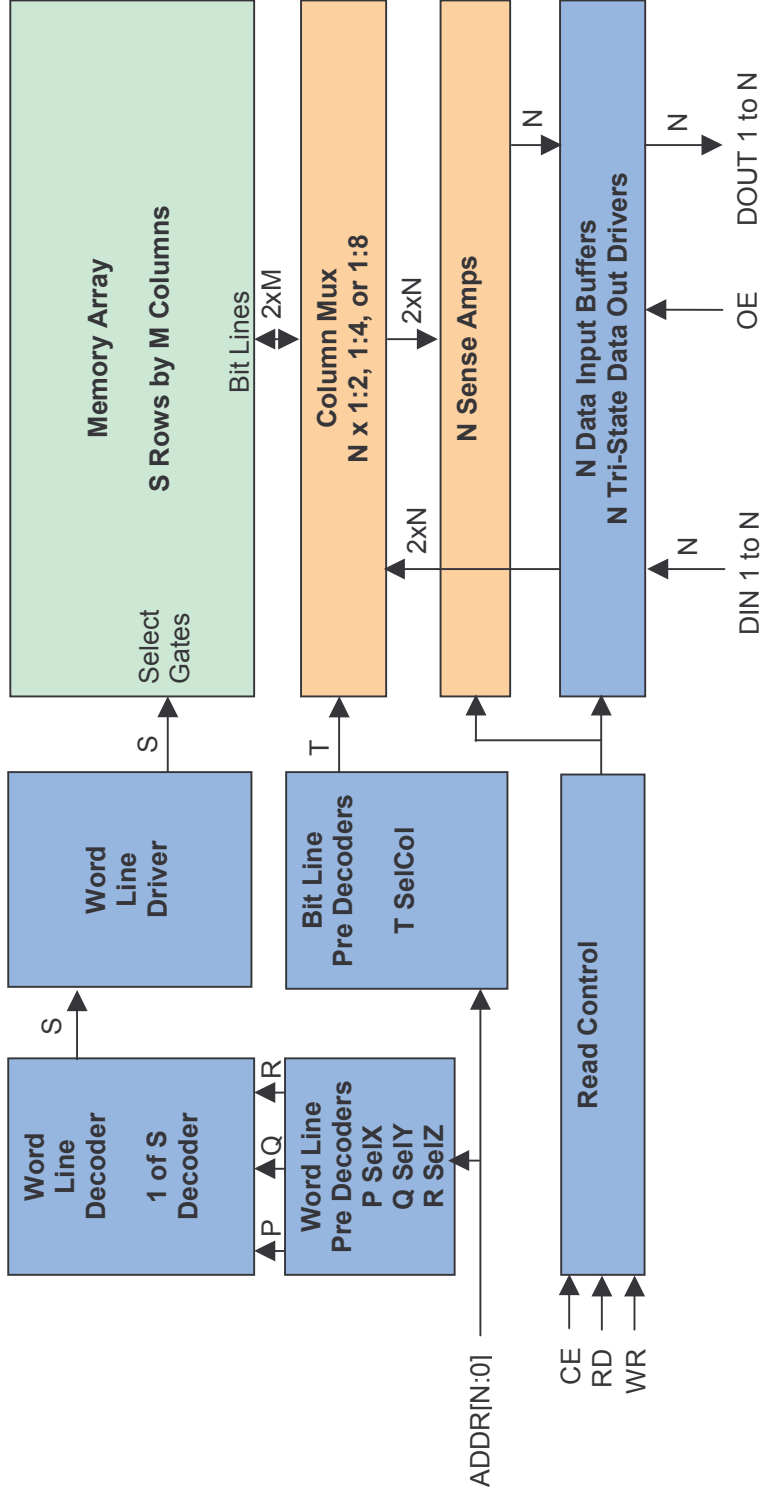 Word
Line
Decoder
1 of S
Decoder
S
Word
Line
Driver
S
Select
Gates
Memory Array
S Rows by M Columns
Bit Lines
2xM
P
Q
R
Word Line
Pre Decoders
P SelX
Q SelY
R SelZ
Bit Line
Pre Decoders
T SelCol
T
Column Mux
N x 1:2, 1:4, or 1:8
2xN
2xN
N Sense Amps
N
ADDR[N:0]
CE
RD
WR
Read Control
N Data Input Buffers
N Tri-State Data Out Drivers
N
N
DIN 1 to N
OE
DOUT 1 to N